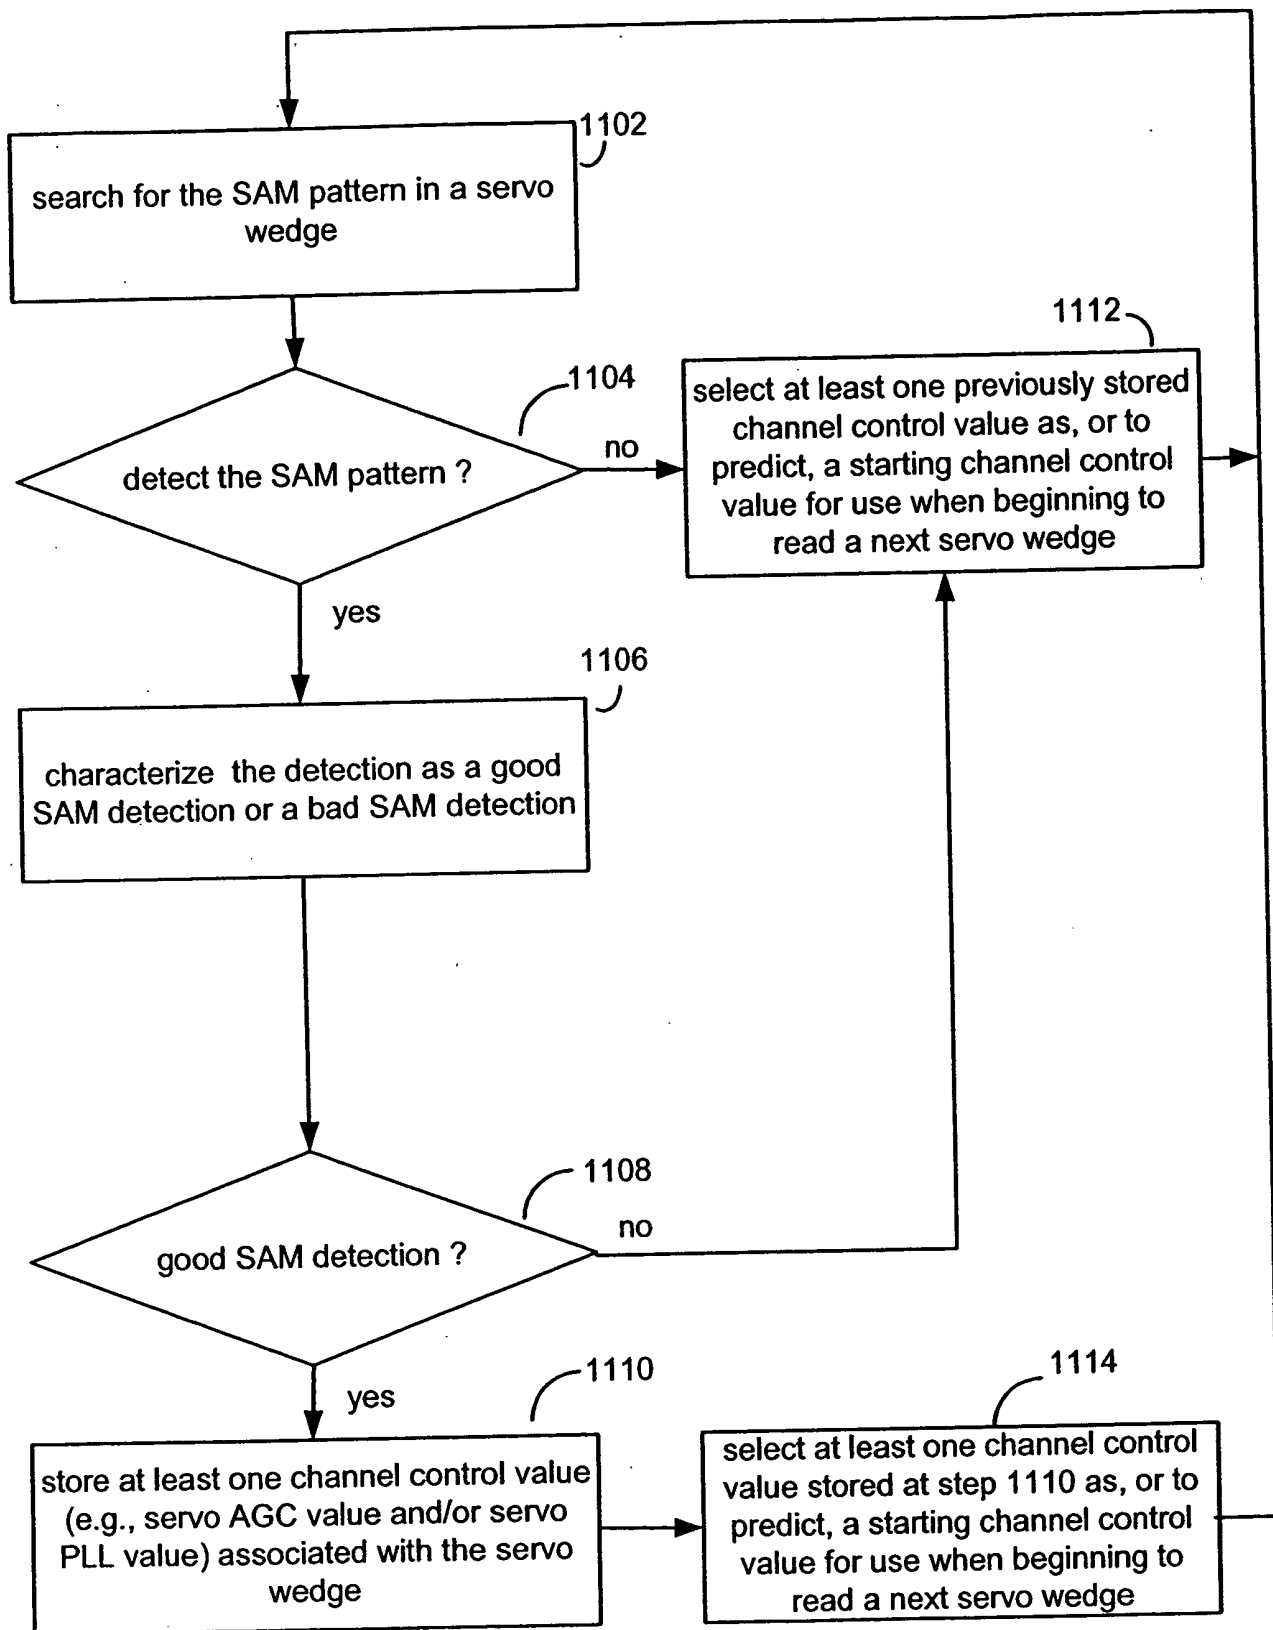 1102
search for the SAM pattern in a servo
wedge
1104
detect the SAM pattern ?
no
yes
1112
select at least one previously stored
channel control value as, or to
predict, a starting channel control
value for use when beginning to
read a next servo wedge
1106
characterize the detection as a good
SAM detection or a bad SAM detection
1108
good SAM detection ?
no
yes
1110
store at least one channel control value
(e.g., servo AGC value and/or servo
PLL value) associated with the servo
wedge
1114
select at least one channel control
value stored at step 1110 as, or to
predict, a starting channel control
value for use when beginning to
read a next servo wedge